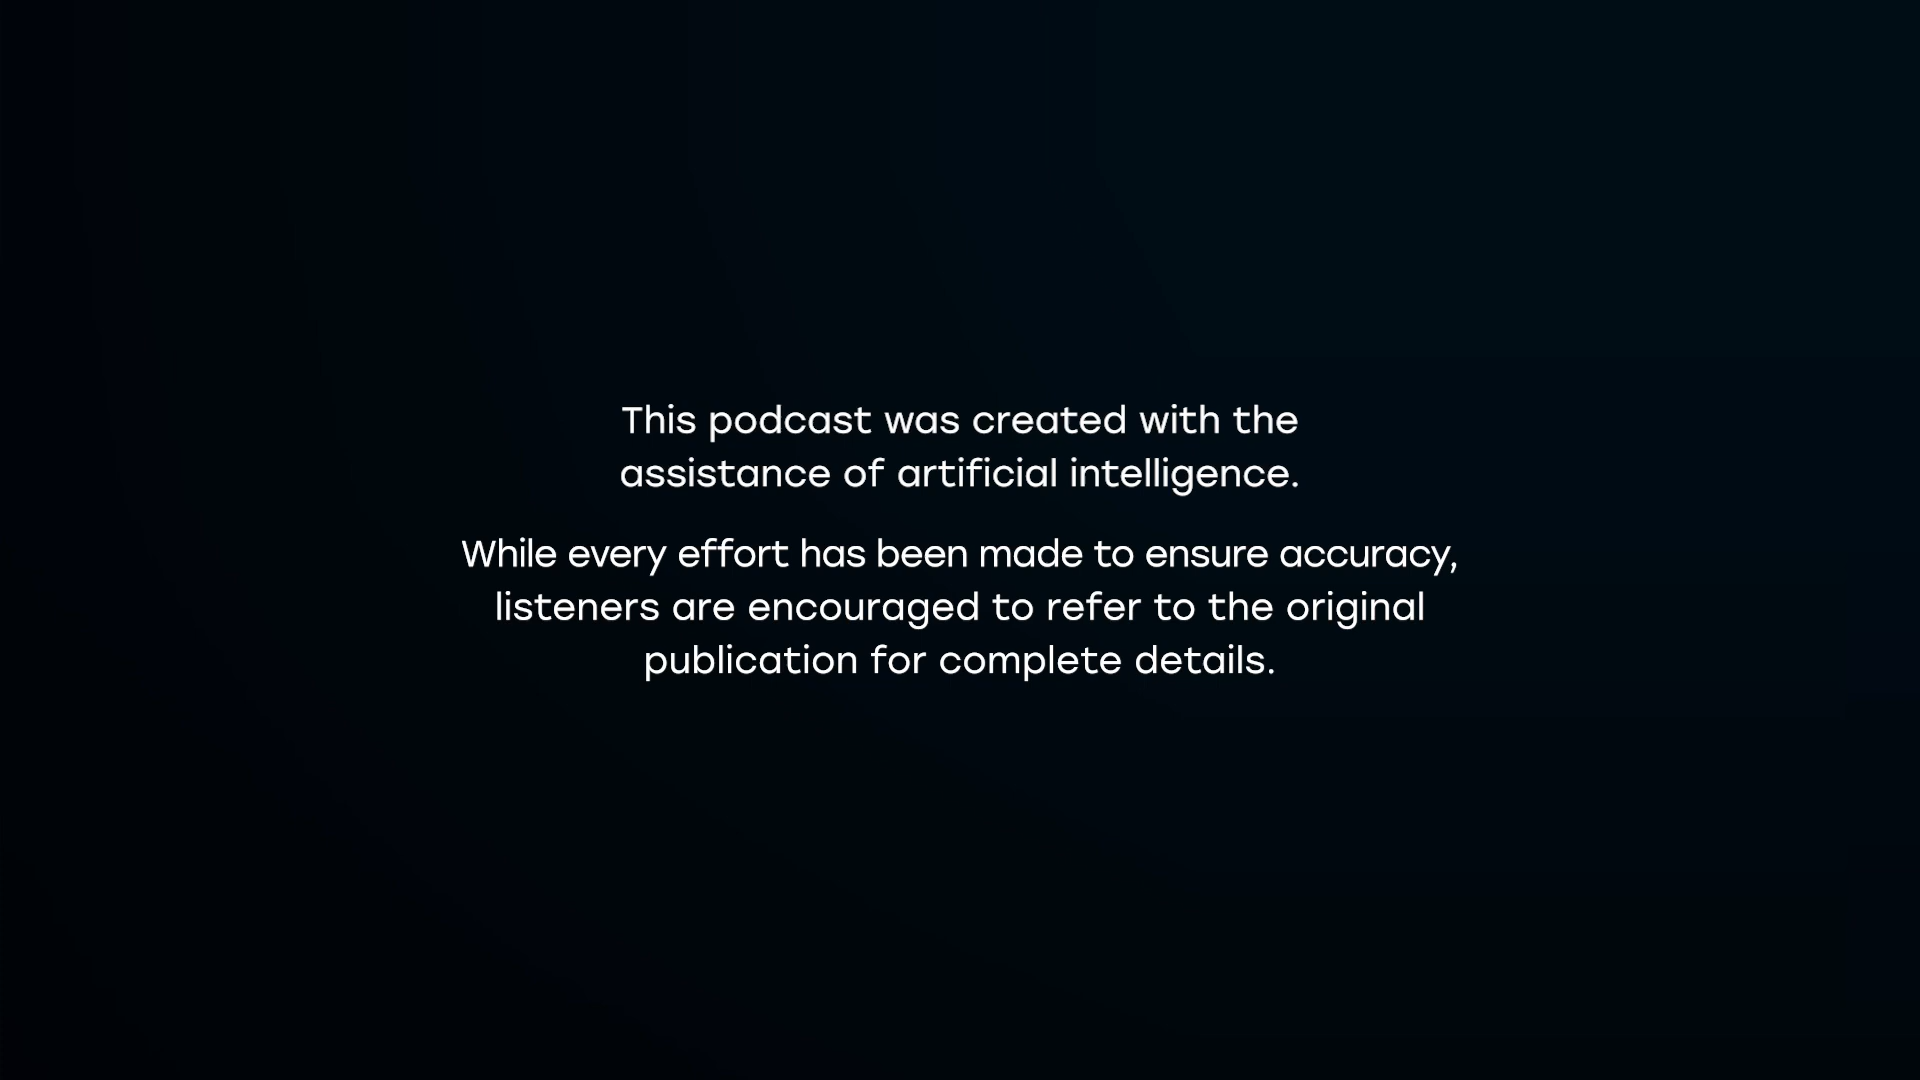 This podcast was created with the
assistance of artificial intelligence.
While every effort has been made to ensure accuracy,
listeners are encouraged to refer to the original
publication for complete details.